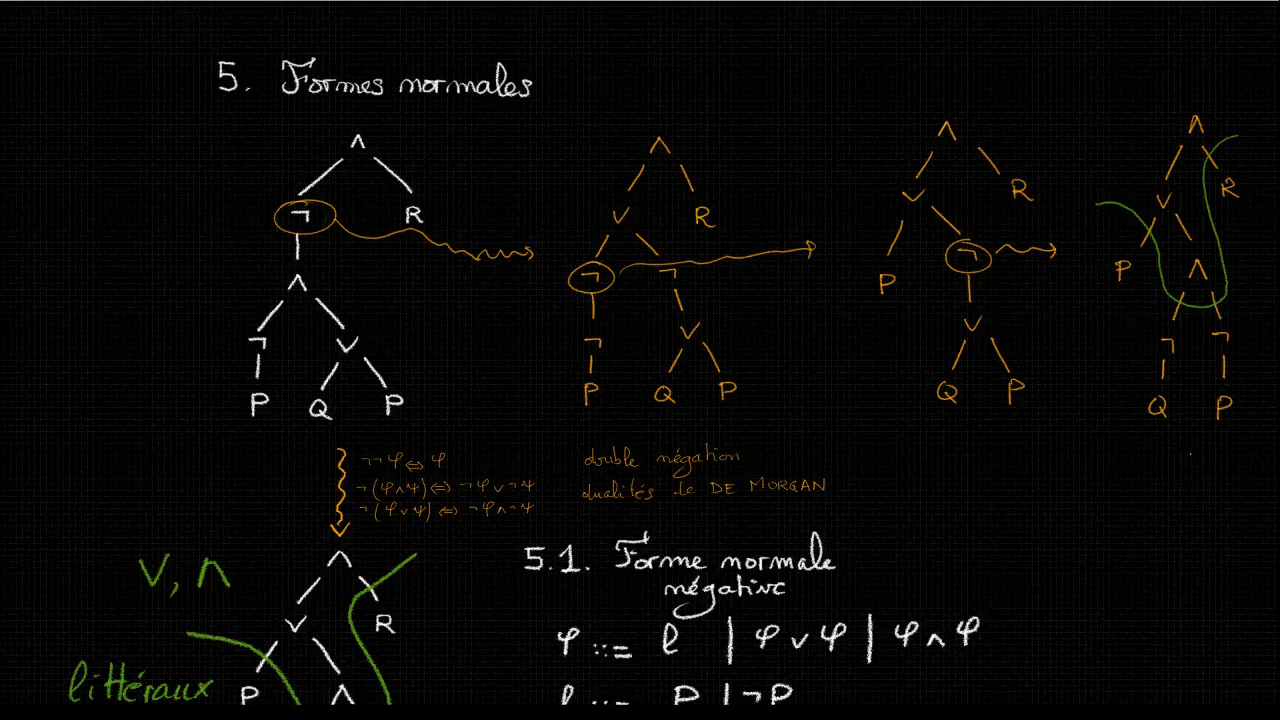 5. Formes normales
∧ ∧ ∧ ∧
¬ R ∨ R ∨ R ∨ R
∧ ¬ ¬ P ¬ P ∧
¬ ∨ ¬ ∨ ∨ ¬ ¬
P Q P P Q P Q P Q P
¬¬φ ⇔ φ double négation
¬(φ∧ψ) ⇔ ¬φ∨¬ψ dualités de DE MORGAN
¬(φ∨ψ) ⇔ ¬φ∧¬ψ
∧
∨, ∧
∨ R
littéraux P ∧
5.1. Forme normale
négative
φ ::= l | φ ∨ φ | φ ∧ φ
l ::= P | ¬P